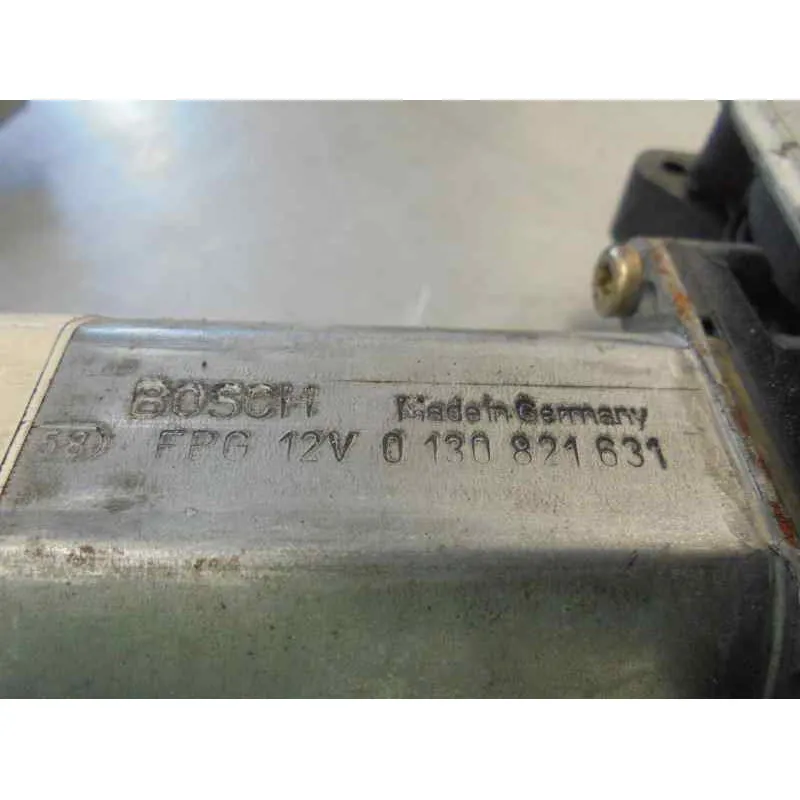 BOSCH Made in Germany
FPG 12V 0 130 821 631